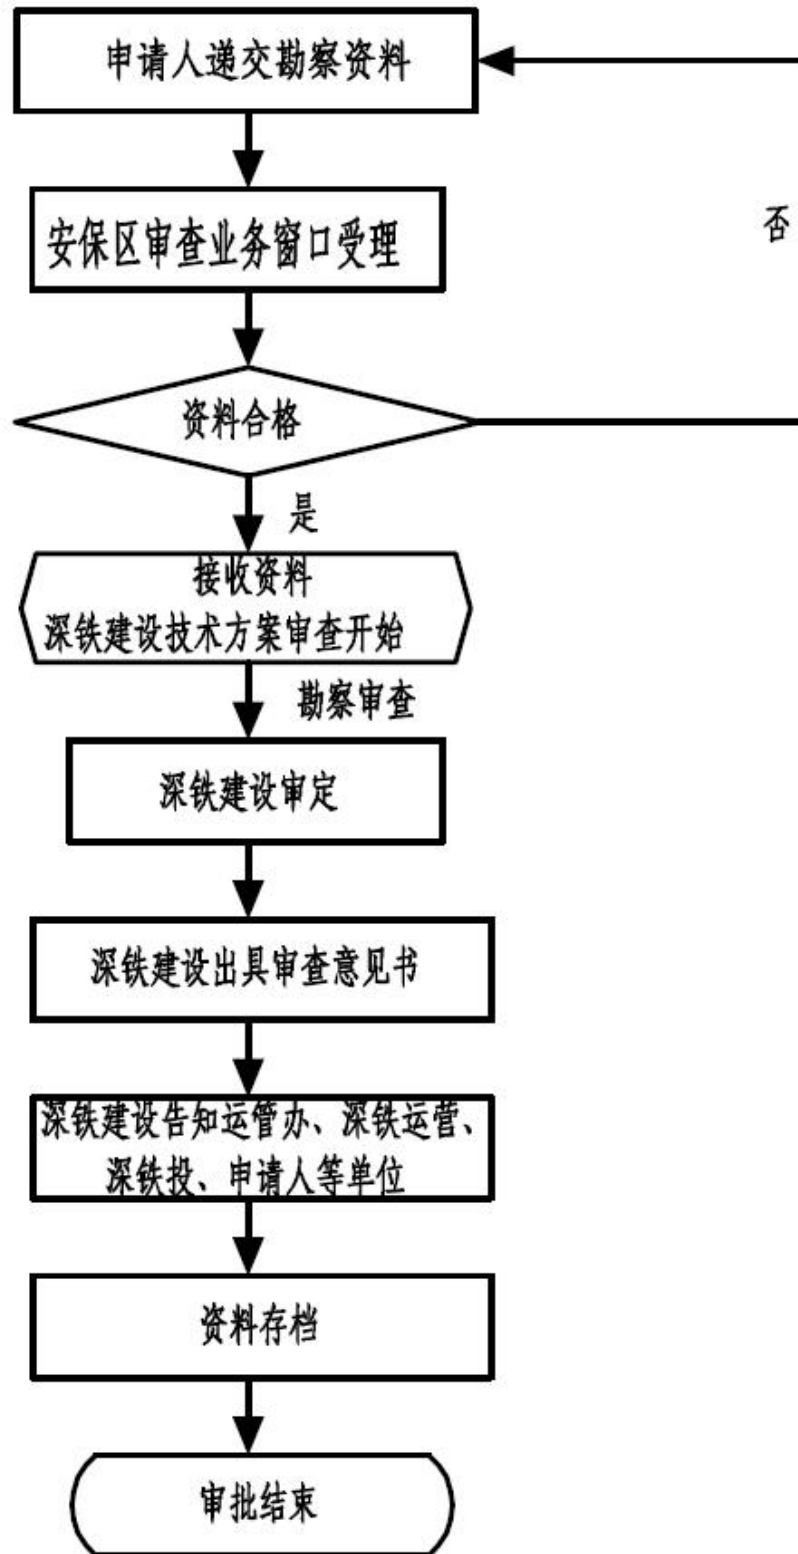 申请人递交勘察资料
安保区审查业务窗口受理
否
资料合格
是
接收资料
深铁建设技术方案审查开始
勘察审查
深铁建设审定
深铁建设出具审查意见书
深铁建设告知运管办、深铁运营、
深铁投、申请人等单位
资料存档
审批结束